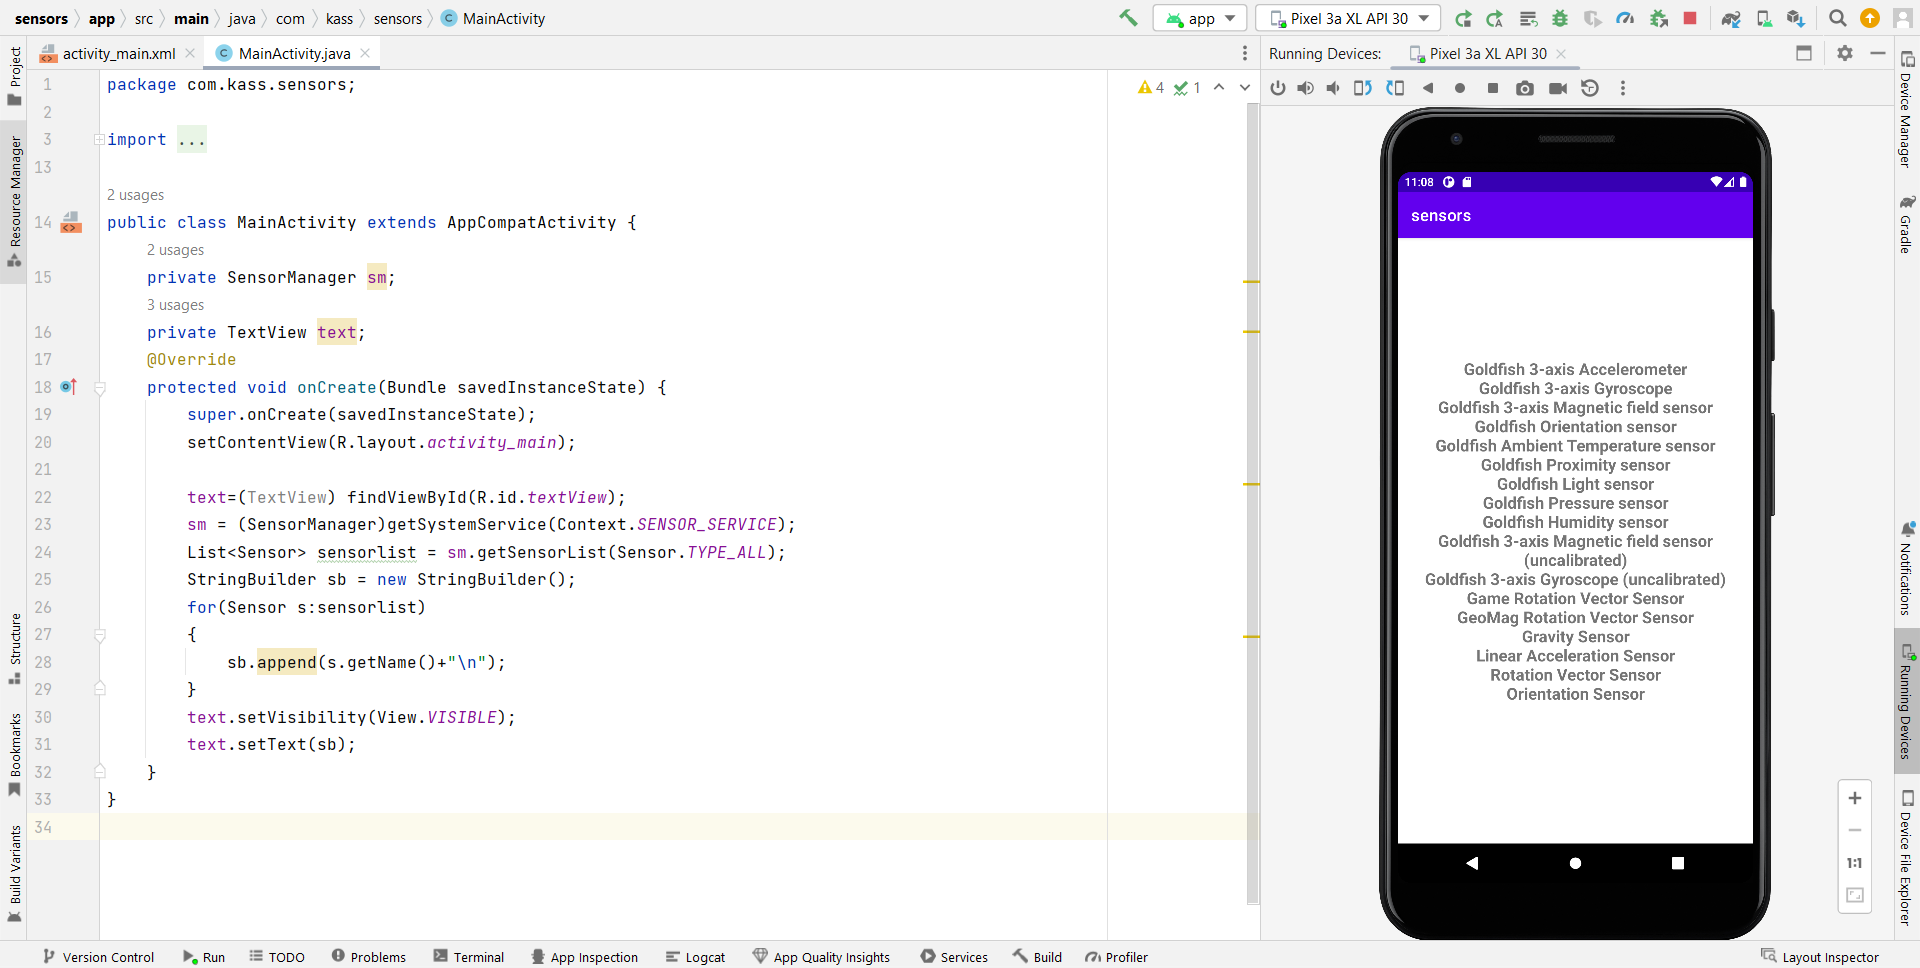 sensors app src main java com kass sensors MainActivity
app
Pixel 3a XL API 30
activity_main.xml
MainActivity.java
Running Devices: Pixel 3a XL API 30
4 1
1 package com.kass.sensors;
2
3 import ...
13
2 usages
14 public class MainActivity extends AppCompatActivity {
2 usages
15 private SensorManager sm;
3 usages
16 private TextView text;
17 @Override
18 protected void onCreate(Bundle savedInstanceState) {
19 super.onCreate(savedInstanceState);
20 setContentView(R.layout.activity_main);
21
22 text=(TextView) findViewById(R.id.textView);
23 sm = (SensorManager)getSystemService(Context.SENSOR_SERVICE);
24 List<Sensor> sensorlist = sm.getSensorList(Sensor.TYPE_ALL);
25 StringBuilder sb = new StringBuilder();
26 for(Sensor s:sensorlist)
27 {
28 sb.append(s.getName()+"\n");
29 }
30 text.setVisibility(View.VISIBLE);
31 text.setText(sb);
32 }
33 }
34
11:08
sensors
Goldfish 3-axis Accelerometer
Goldfish 3-axis Gyroscope
Goldfish 3-axis Magnetic field sensor
Goldfish Orientation sensor
Goldfish Ambient Temperature sensor
Goldfish Proximity sensor
Goldfish Light sensor
Goldfish Pressure sensor
Goldfish Humidity sensor
Goldfish 3-axis Magnetic field sensor
(uncalibrated)
Goldfish 3-axis Gyroscope (uncalibrated)
Game Rotation Vector Sensor
GeoMag Rotation Vector Sensor
Gravity Sensor
Linear Acceleration Sensor
Rotation Vector Sensor
Orientation Sensor
1:1
Project
Resource Manager
Structure
Bookmarks
Build Variants
Device Manager
Gradle
Notifications
Running Devices
Device File Explorer
Version Control Run TODO Problems Terminal App Inspection Logcat App Quality Insights Services Build Profiler Layout Inspector